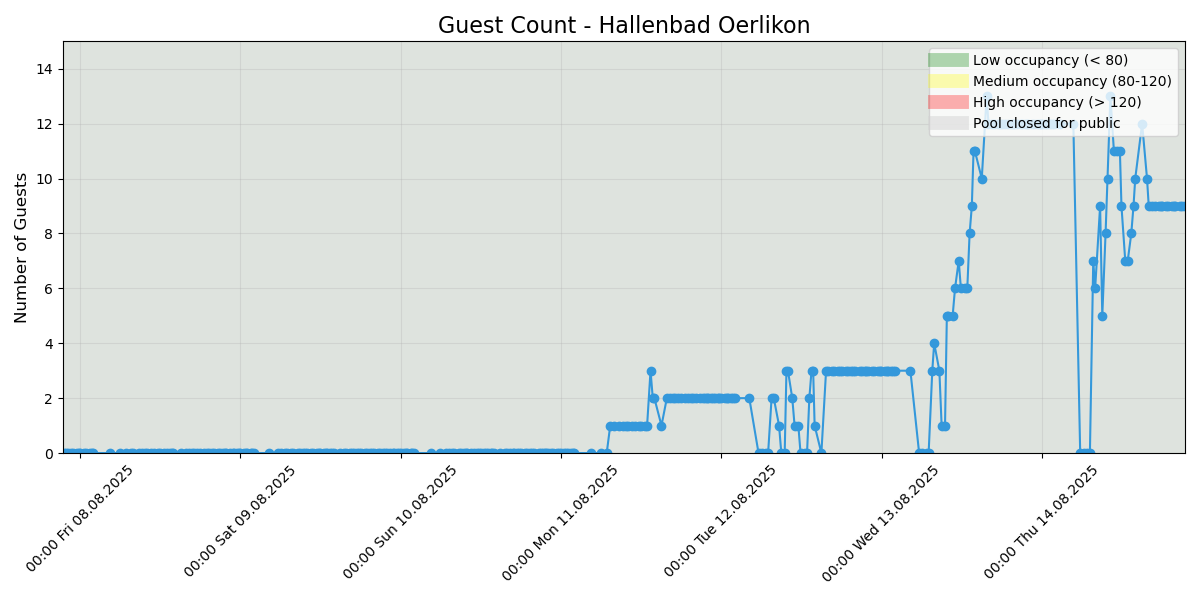 Guest Count - Hallenbad Oerlikon
Low occupancy (< 80)
Medium occupancy (80-120)
High occupancy (> 120)
Pool closed for public
Number of Guests
14
12
10
8
6
4
2
0
00:00 Fri 08.08.2025
00:00 Sat 09.08.2025
00:00 Sun 10.08.2025
00:00 Mon 11.08.2025
00:00 Tue 12.08.2025
00:00 Wed 13.08.2025
00:00 Thu 14.08.2025